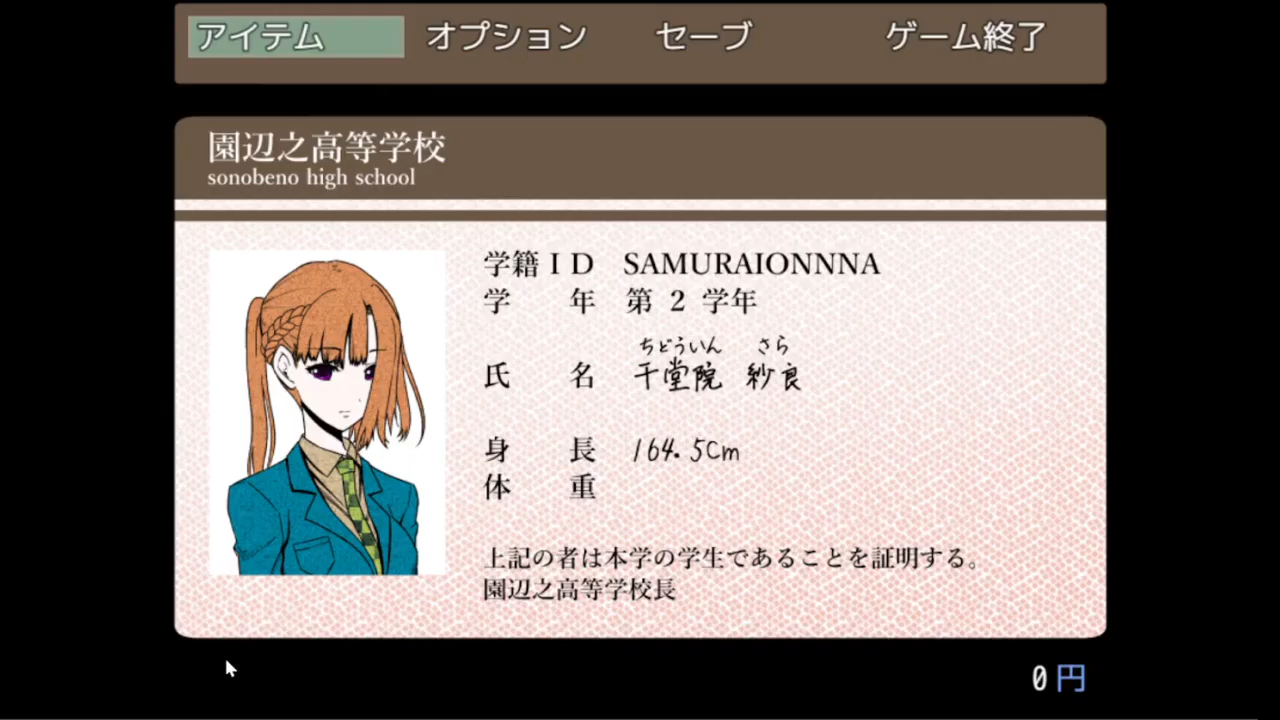 アイテム オプション セーブ ゲーム終了
園辺之高等学校
sonobeno high school
学籍ID SAMURAIONNNA
学年 第2学年
ちどういん さら
氏名 千堂院 紗良
身長 164.5cm
体重
上記の者は本学の学生であることを証明する。
園辺之高等学校長
0円